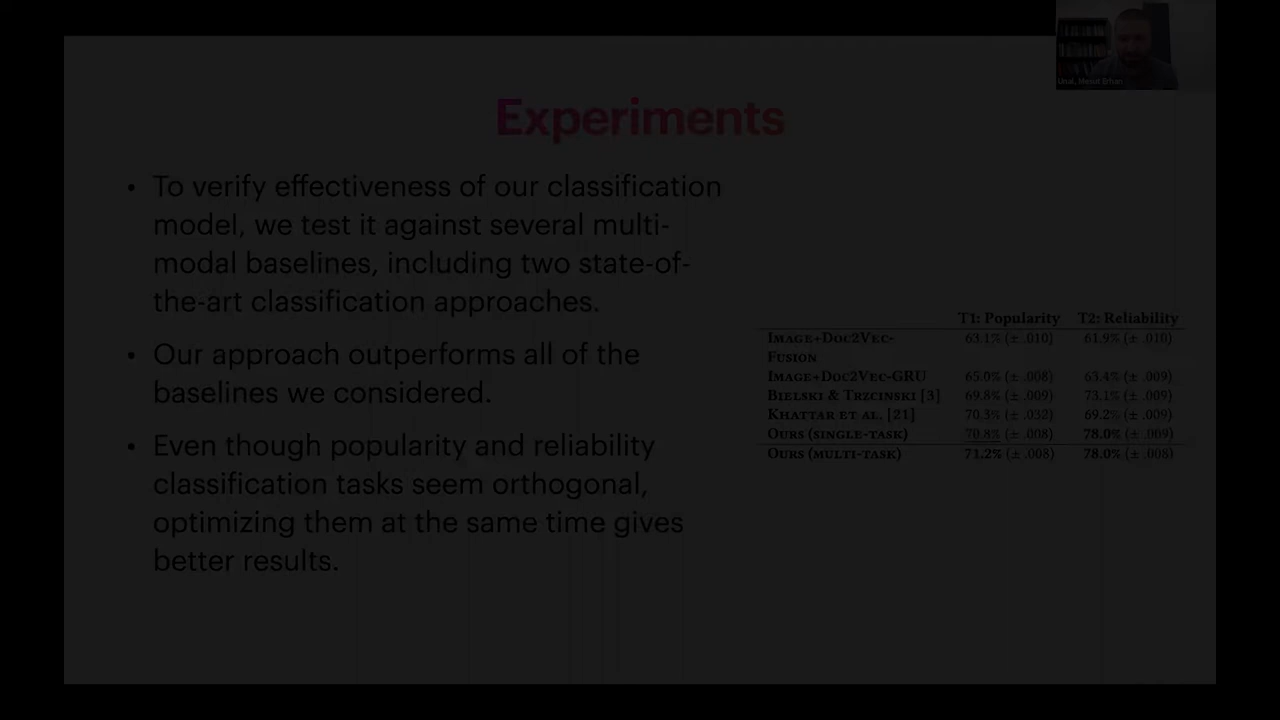 Unal, Mesut Erhan
Experiments
• To verify effectiveness of our classification
model, we test it against several multi-
modal baselines, including two state-of-
the-art classification approaches.
• Our approach outperforms all of the
baselines we considered.
• Even though popularity and reliability
classification tasks seem orthogonal,
optimizing them at the same time gives
better results.
T1: Popularity T2: Reliability
Image+Doc2Vec- 63.1% (± .010) 61.9% (± .010)
Fusion
Image+Doc2Vec-GRU 65.0% (± .008) 63.4% (± .009)
Bielski & Trzcinski [3] 69.8% (± .009) 73.1% (± .009)
Khattar et al. [21] 70.3% (± .032) 69.2% (± .009)
Ours (single-task) 70.8% (± .008) 78.0% (± .009)
Ours (multi-task) 71.2% (± .008) 78.0% (± .008)